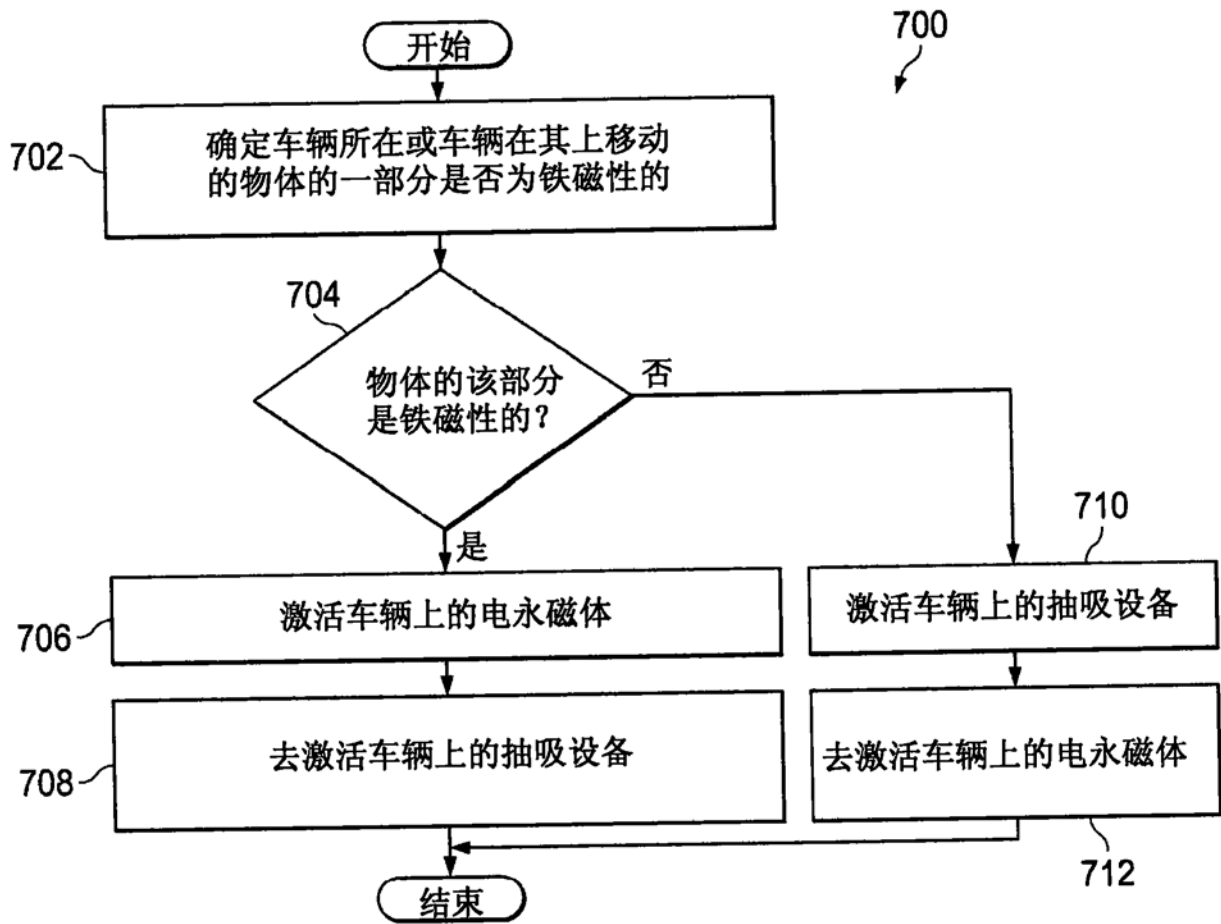 700
开始
702
确定车辆所在或车辆在其上移动
的物体的一部分是否为铁磁性的
704
物体的该部分
是铁磁性的？
否
是
710
706
激活车辆上的电永磁体
激活车辆上的抽吸设备
708
去激活车辆上的抽吸设备
去激活车辆上的电永磁体
712
结束